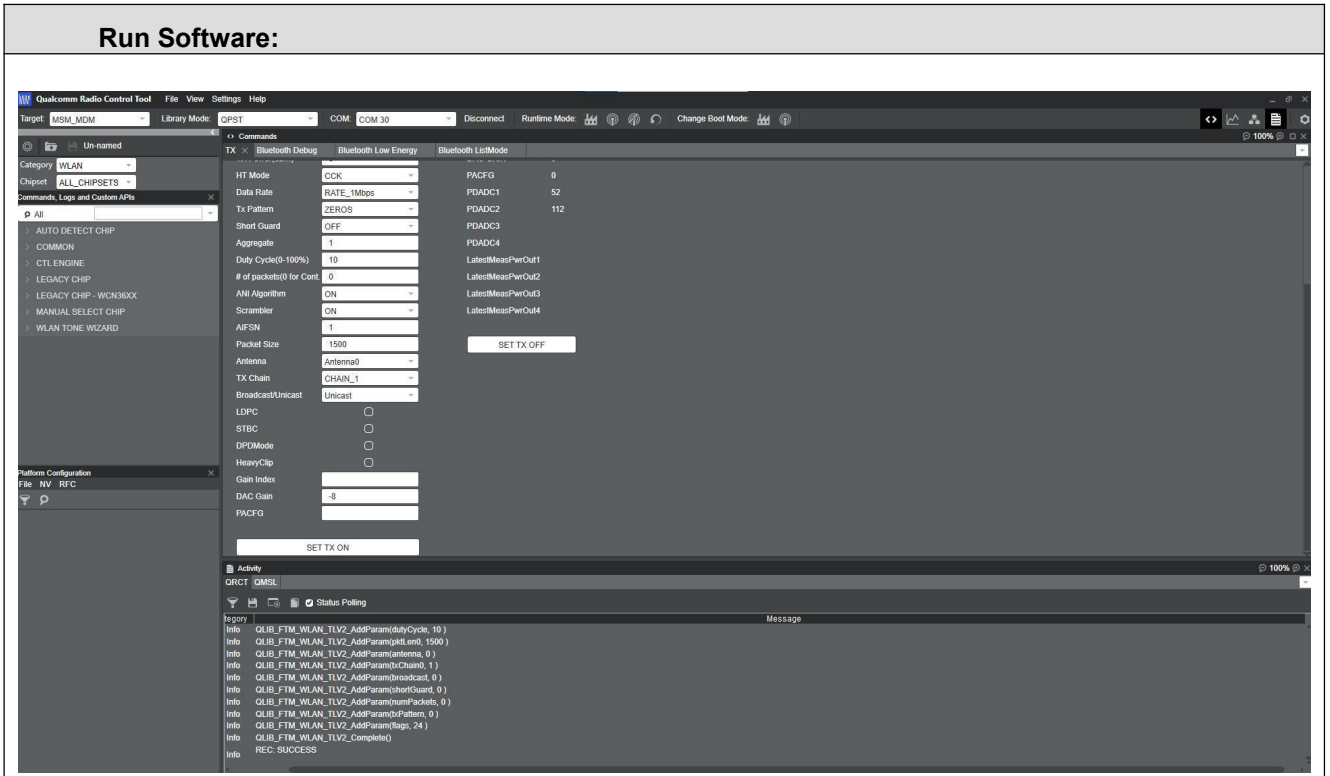 Run Software:
Qualcomm Radio Control Tool File View Settings Help
Target: MSM_MDM Library Mode: QPST COM: COM 30 Disconnect Runtime Mode: Change Boot Mode:
Un-named
Category WLAN
Chipset ALL_CHIPSETS
Commands, Logs and Custom APIs
All
AUTO DETECT CHIP
COMMON
CTL ENGINE
LEGACY CHIP
LEGACY CHIP - WCN36XX
MANUAL SELECT CHIP
WLAN TONE WIZARD
Platform Configuration
File NV RFC
Commands 100%
TX Bluetooth Debug Bluetooth Low Energy Bluetooth ListMode
HT Mode CCK PACFG 0
Data Rate RATE_1Mbps PDADC1 52
Tx Pattern ZEROS PDADC2 112
Short Guard OFF PDADC3
Aggregate 1 PDADC4
Duty Cycle(0-100%) 10 LatestMeasPwrOut1
# of packets(0 for Cont. 0 LatestMeasPwrOut2
ANI Algorithm ON LatestMeasPwrOut3
Scrambler ON LatestMeasPwrOut4
AIFSN 1
Packet Size 1500 SET TX OFF
Antenna Antenna0
TX Chain CHAIN_1
Broadcast/Unicast Unicast
LDPC
STBC
DPDMode
HeavyClip
Gain Index
DAC Gain -8
PACFG
SET TX ON
Activity 100%
QRCT QMSL
Status Polling
tegory Message
Info QLIB_FTM_WLAN_TLV2_AddParam(dutyCycle, 10 )
Info QLIB_FTM_WLAN_TLV2_AddParam(pktLen0, 1500 )
Info QLIB_FTM_WLAN_TLV2_AddParam(antenna, 0 )
Info QLIB_FTM_WLAN_TLV2_AddParam(txChain0, 1 )
Info QLIB_FTM_WLAN_TLV2_AddParam(broadcast, 0 )
Info QLIB_FTM_WLAN_TLV2_AddParam(shortGuard, 0 )
Info QLIB_FTM_WLAN_TLV2_AddParam(numPackets, 0 )
Info QLIB_FTM_WLAN_TLV2_AddParam(txPattern, 0 )
Info QLIB_FTM_WLAN_TLV2_AddParam(flags, 24 )
Info QLIB_FTM_WLAN_TLV2_Complete()
Info REC: SUCCESS